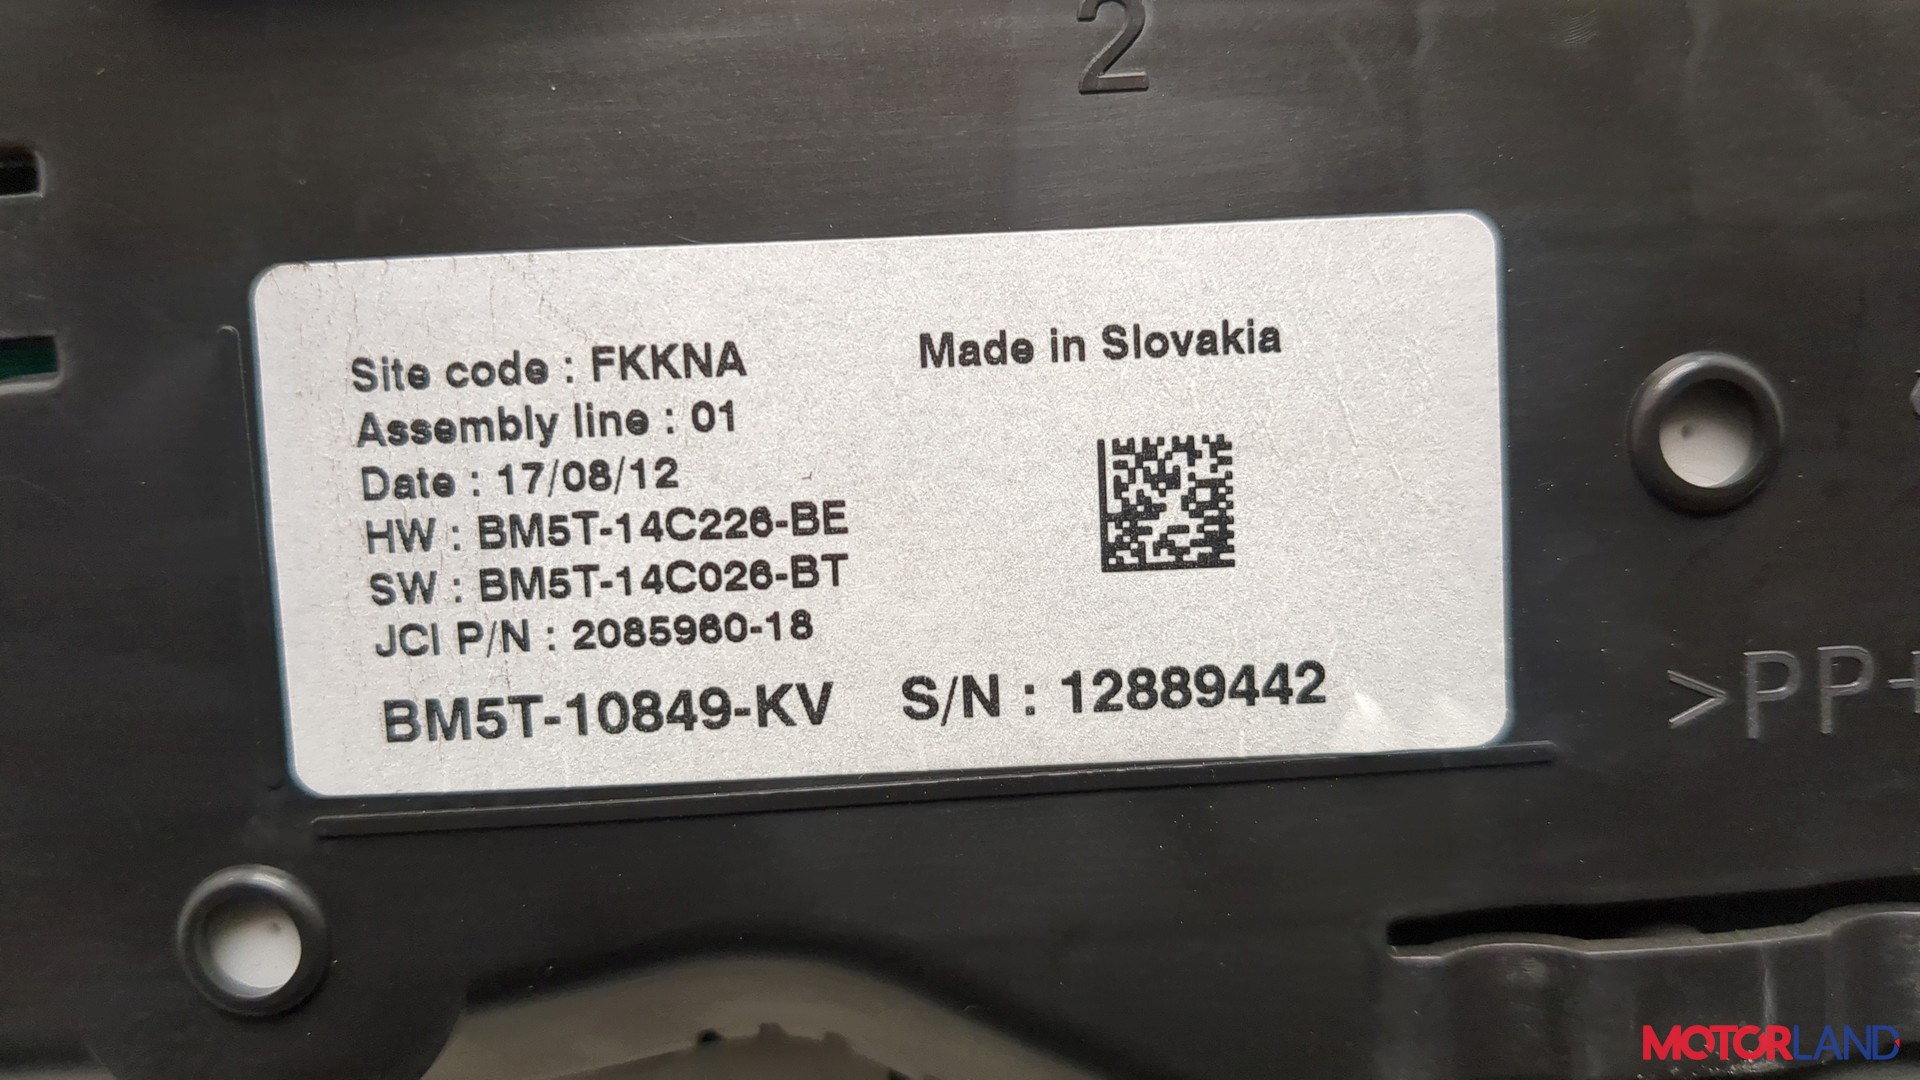 2
Site code : FKKNA
Made in Slovakia
Assembly line : 01
Date : 17/08/12
HW : BM5T-14C226-BE
SW : BM5T-14C026-BT
JCI P/N : 2085960-18
BM5T-10849-KV S/N : 12889442
>PP+
MOTORLAND